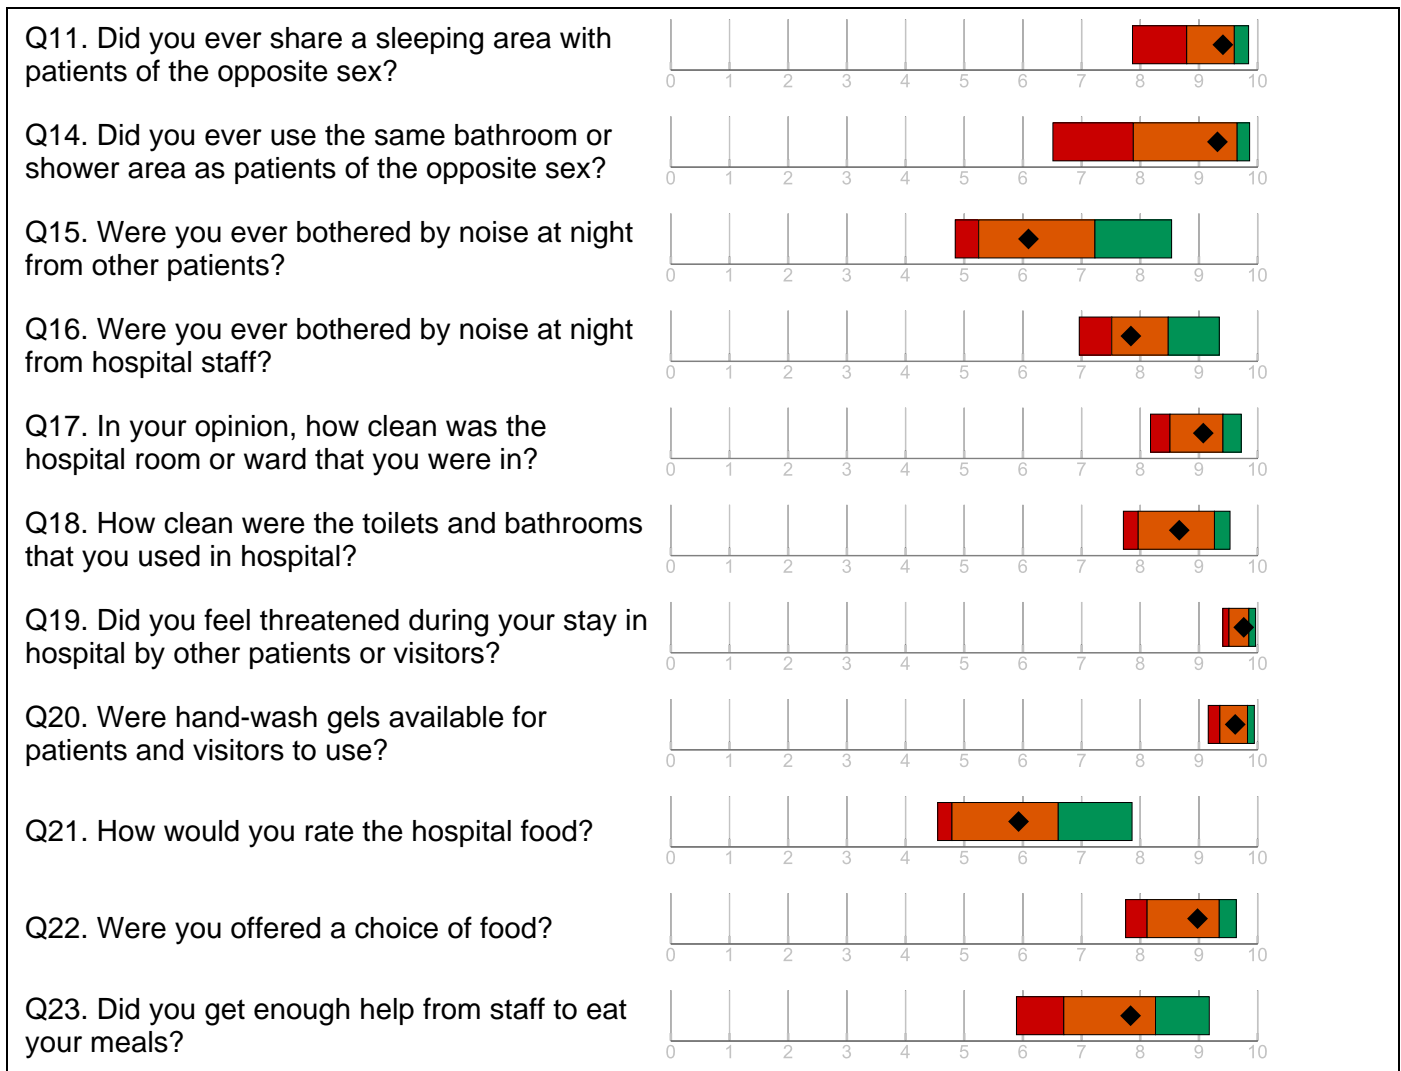 Q11. Did you ever share a sleeping area with
patients of the opposite sex?
0 1 2 3 4 5 6 7 8 9 10
Q14. Did you ever use the same bathroom or
shower area as patients of the opposite sex?
0 1 2 3 4 5 6 7 8 9 10
Q15. Were you ever bothered by noise at night
from other patients?
0 1 2 3 4 5 6 7 8 9 10
Q16. Were you ever bothered by noise at night
from hospital staff?
0 1 2 3 4 5 6 7 8 9 10
Q17. In your opinion, how clean was the
hospital room or ward that you were in?
0 1 2 3 4 5 6 7 8 9 10
Q18. How clean were the toilets and bathrooms
that you used in hospital?
0 1 2 3 4 5 6 7 8 9 10
Q19. Did you feel threatened during your stay in
hospital by other patients or visitors?
0 1 2 3 4 5 6 7 8 9 10
Q20. Were hand-wash gels available for
patients and visitors to use?
0 1 2 3 4 5 6 7 8 9 10
Q21. How would you rate the hospital food?
0 1 2 3 4 5 6 7 8 9 10
Q22. Were you offered a choice of food?
0 1 2 3 4 5 6 7 8 9 10
Q23. Did you get enough help from staff to eat
your meals?
0 1 2 3 4 5 6 7 8 9 10